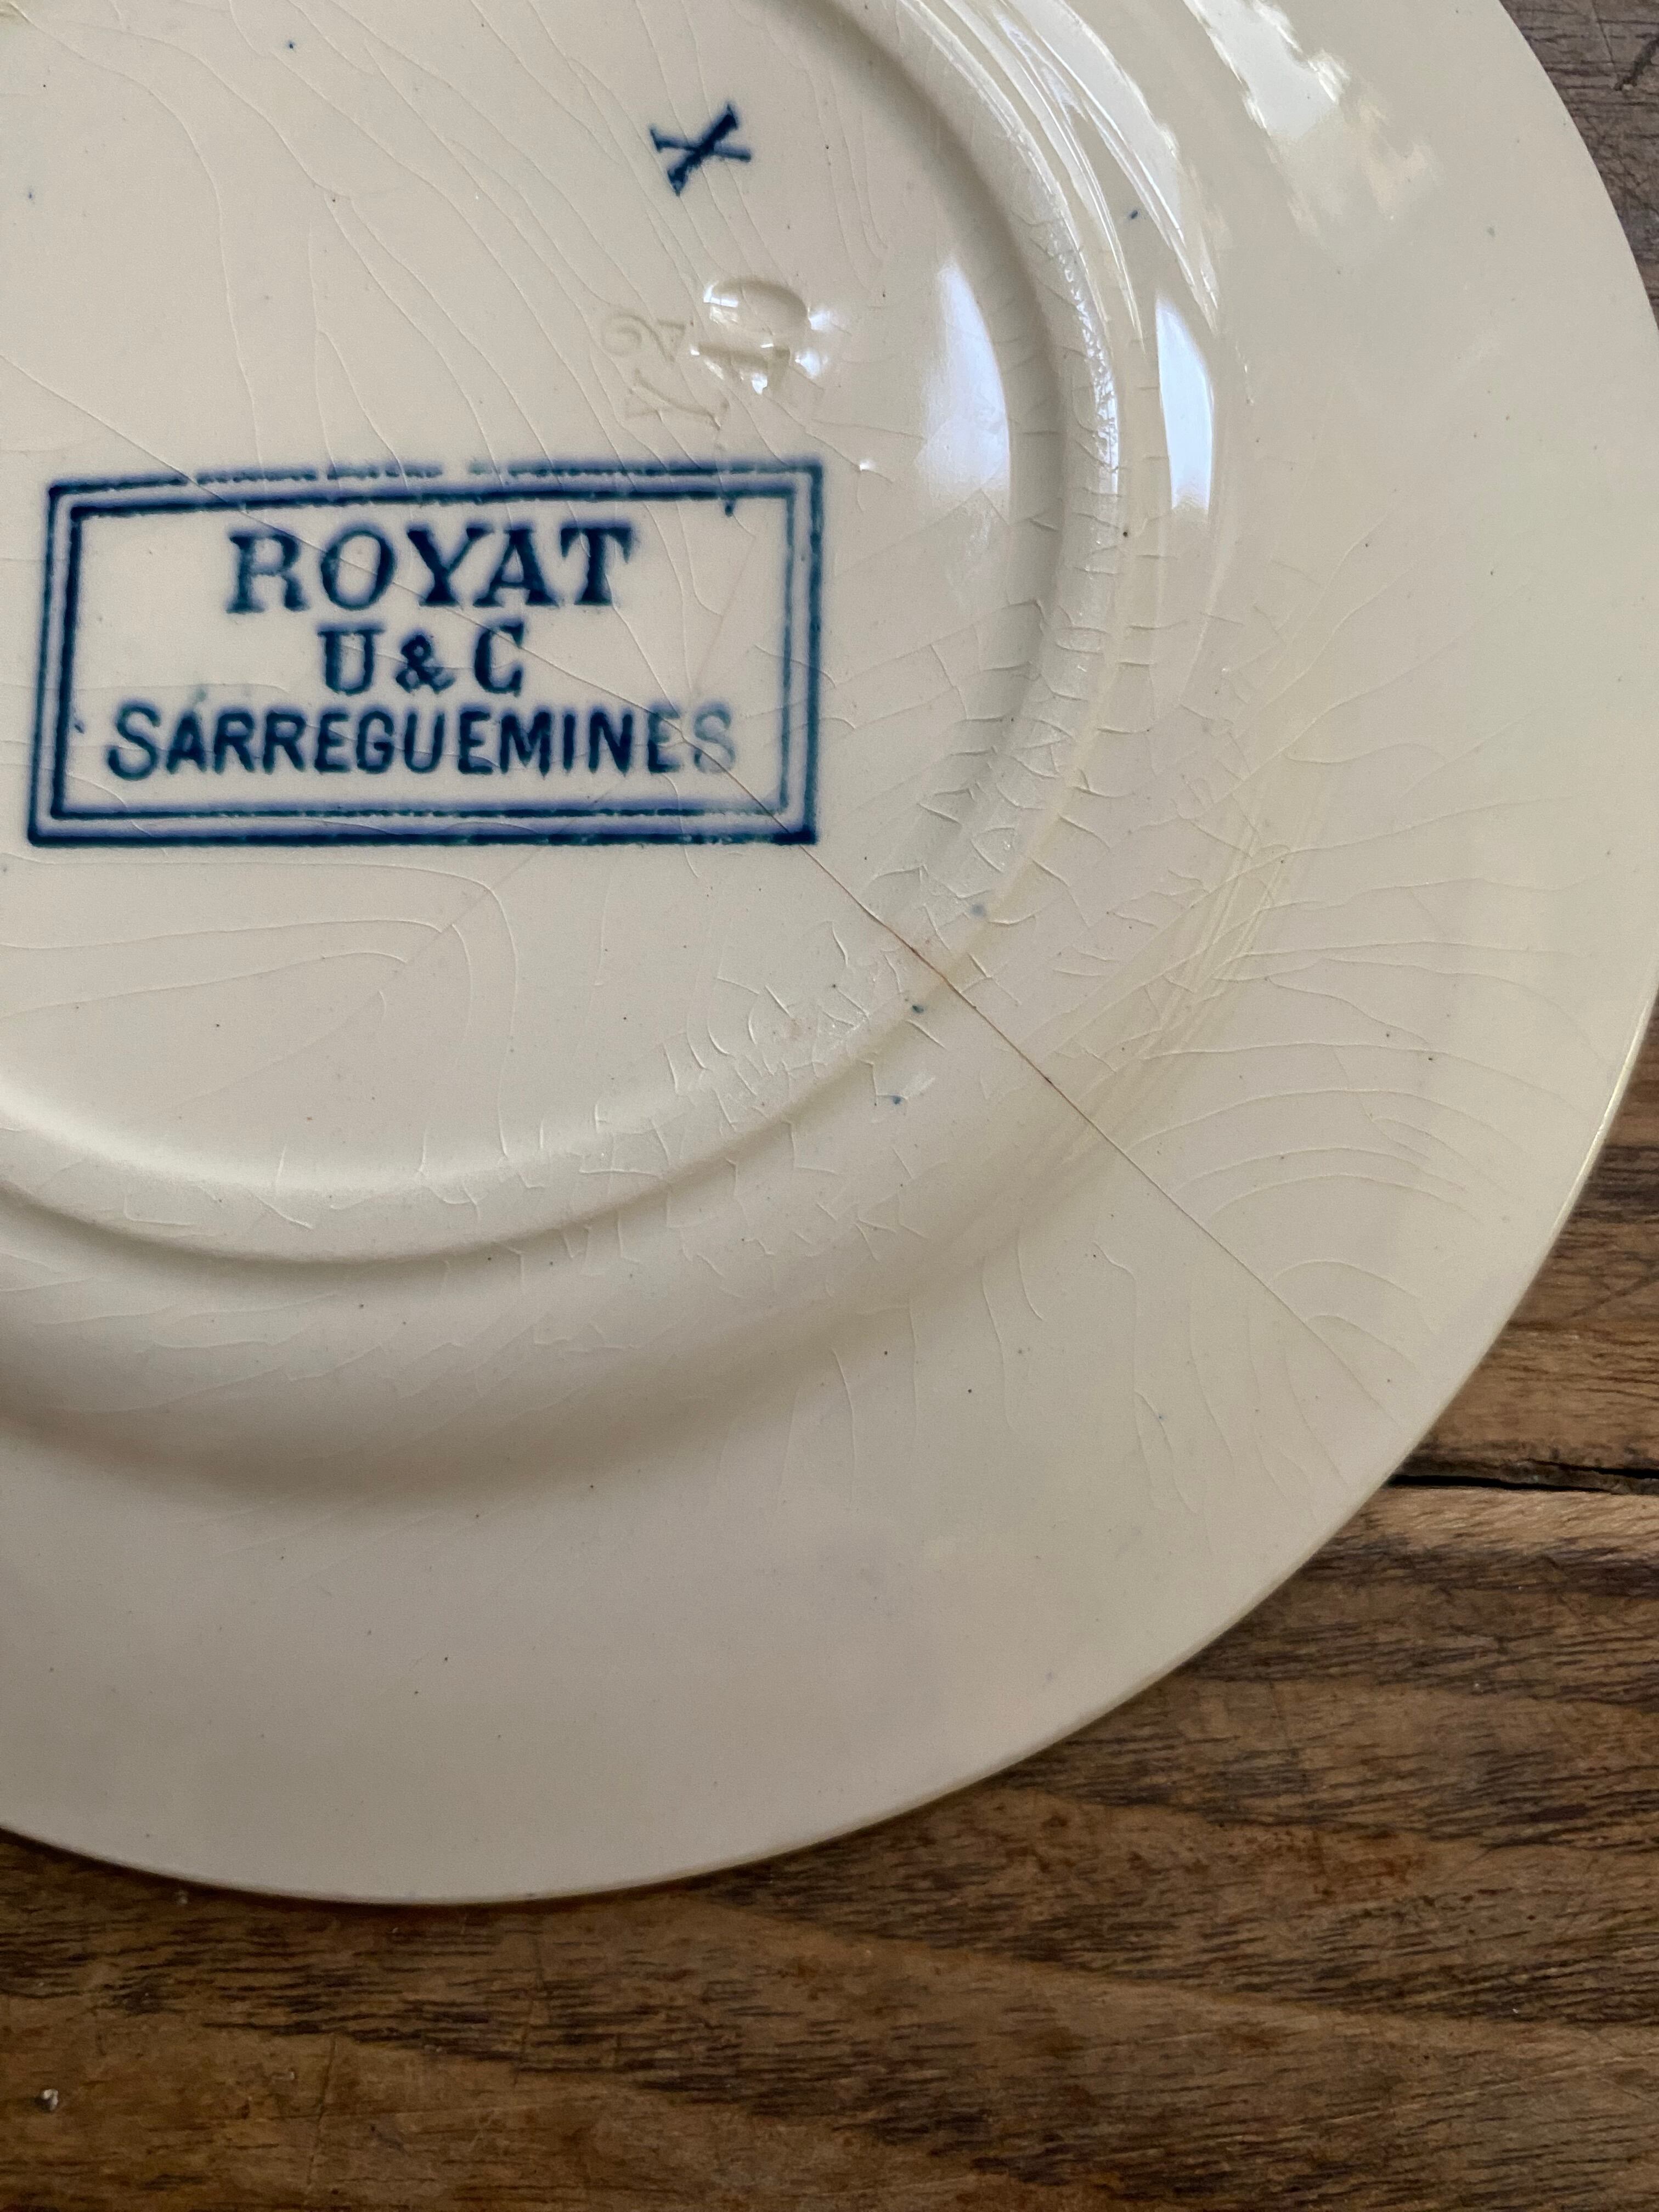 X
ROYAT
U & C
SARREGUEMINES